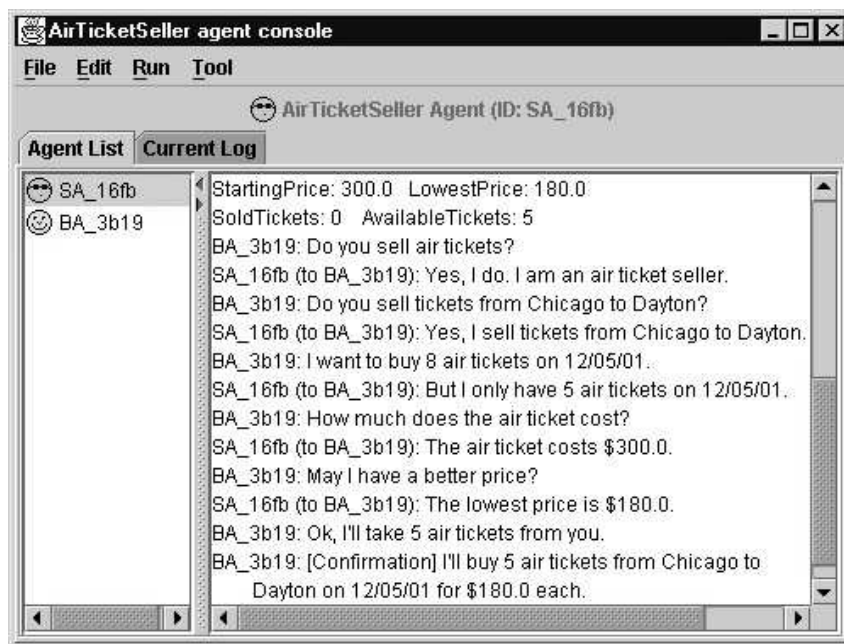 AirTicketSeller agent console
File Edit Run Tool
AirTicketSeller Agent (ID: SA_16fb)
Agent List Current Log
SA_16fb
BA_3b19
StartingPrice: 300.0 LowestPrice: 180.0
SoldTickets: 0 AvailableTickets: 5
BA_3b19: Do you sell air tickets?
SA_16fb (to BA_3b19): Yes, I do. I am an air ticket seller.
BA_3b19: Do you sell tickets from Chicago to Dayton?
SA_16fb (to BA_3b19): Yes, I sell tickets from Chicago to Dayton.
BA_3b19: I want to buy 8 air tickets on 12/05/01.
SA_16fb (to BA_3b19): But I only have 5 air tickets on 12/05/01.
BA_3b19: How much does the air ticket cost?
SA_16fb (to BA_3b19): The air ticket costs $300.0.
BA_3b19: May I have a better price?
SA_16fb (to BA_3b19): The lowest price is $180.0.
BA_3b19: Ok, I'll take 5 air tickets from you.
BA_3b19: [Confirmation] I'll buy 5 air tickets from Chicago to
Dayton on 12/05/01 for $180.0 each.